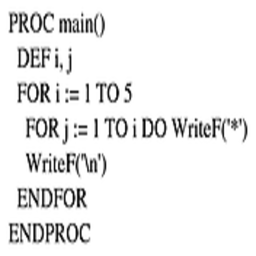 PROC main()
DEF i, j
FOR i := 1 TO 5
FOR j := 1 TO i DO WriteF('*')
WriteF('\n')
ENDFOR
ENDPROC